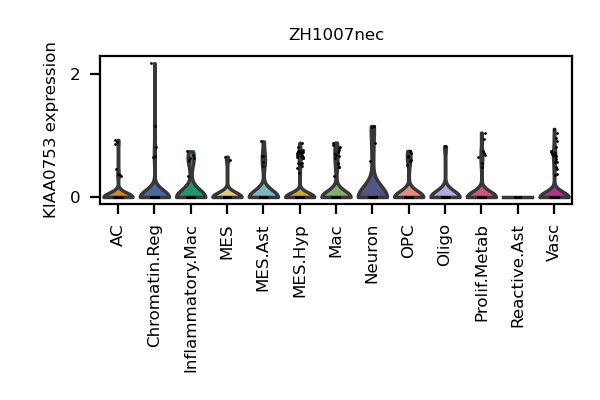 ZH1007nec
KIAA0753 expression
2
0
AC
Chromatin.Reg
Inflammatory.Mac
MES
MES.Ast
MES.Hyp
Mac
Neuron
OPC
Oligo
Prolif.Metab
Reactive.Ast
Vasc